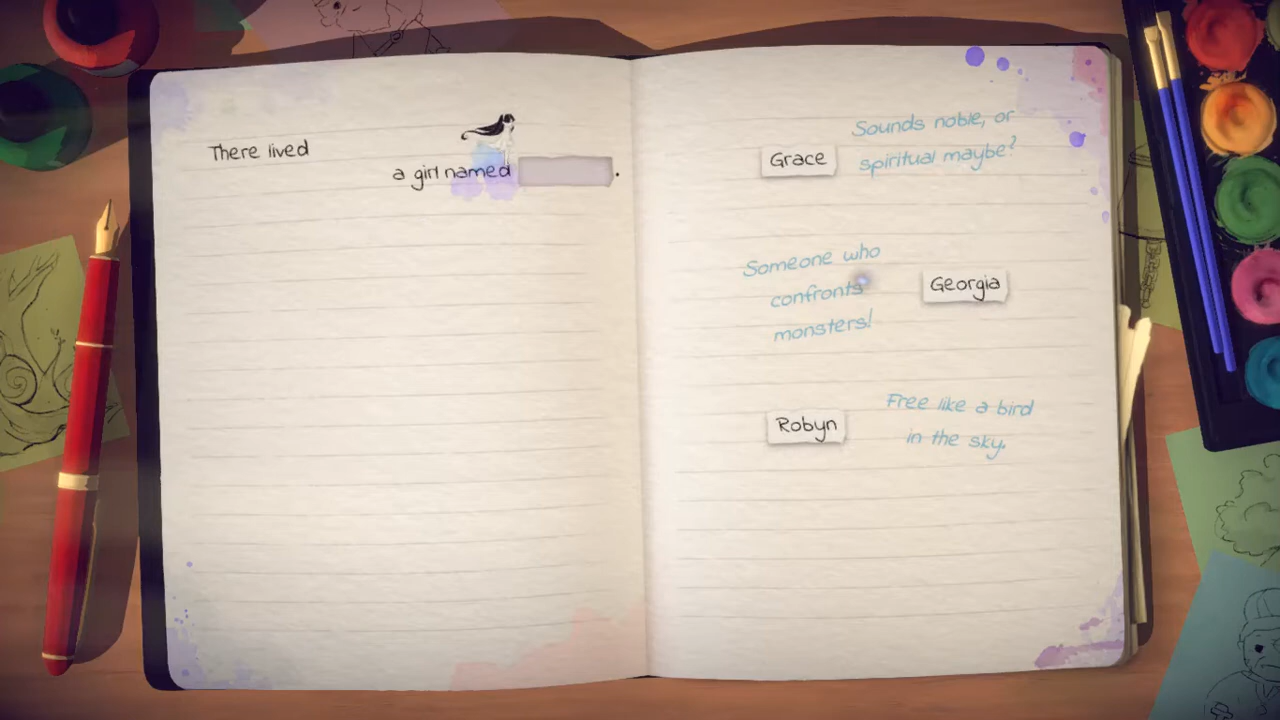 There lived
a girl named .
Sounds noble, or
Grace
spiritual maybe?
Someone who
confronts
monsters!
Georgia
Free like a bird
Robyn
in the sky.